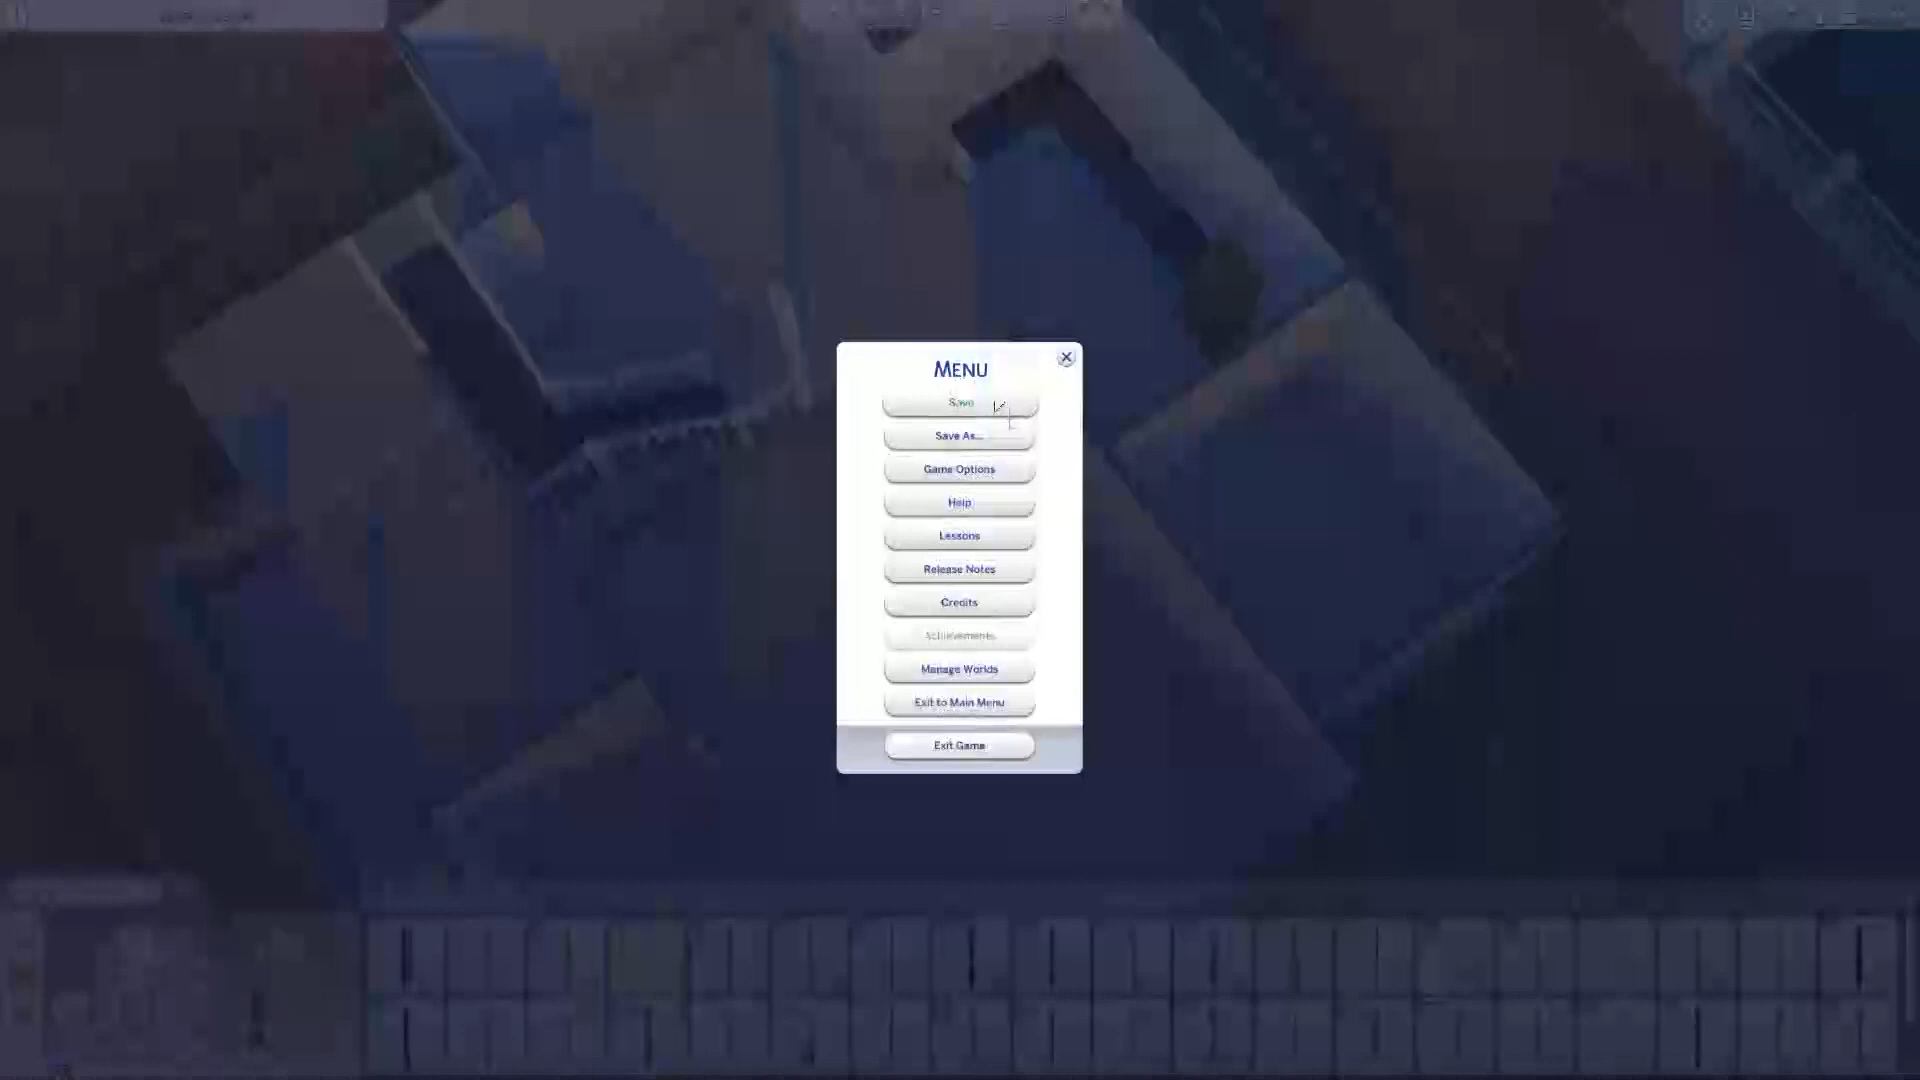 MENU
Save
Save As...
Game Options
Help
Lessons
Release Notes
Credits
Achievements
Manage Worlds
Exit to Main Menu
Exit Game